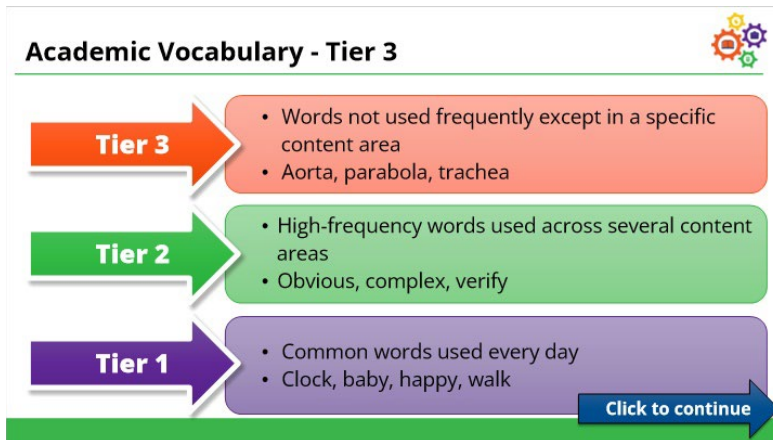 Academic Vocabulary - Tier 3
Tier 3
• Words not used frequently except in a specific
content area
• Aorta, parabola, trachea
Tier 2
• High-frequency words used across several content
areas
• Obvious, complex, verify
Tier 1
• Common words used every day
• Clock, baby, happy, walk
Click to continue